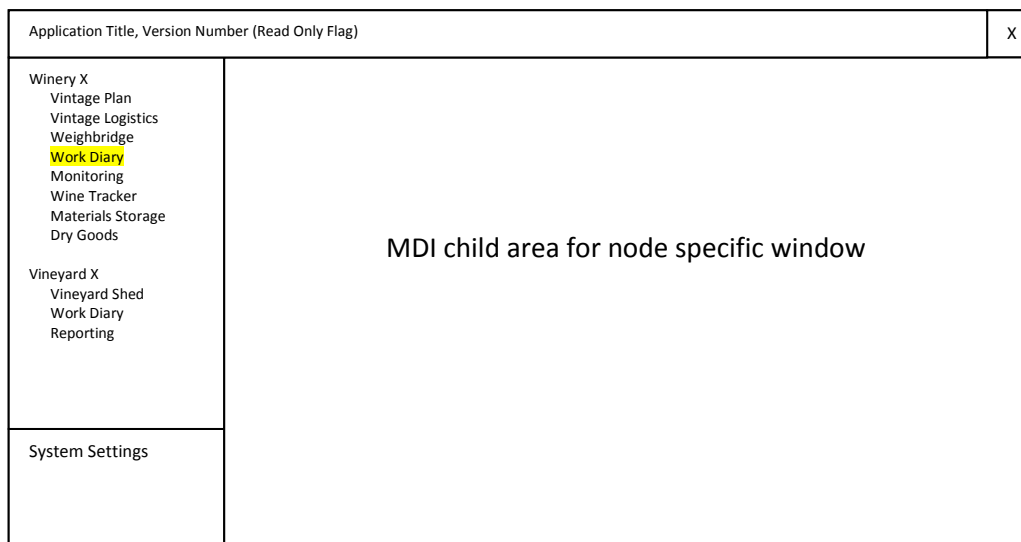 Application Title, Version Number (Read Only Flag)
X
Winery X
Vintage Plan
Vintage Logistics
Weighbridge
Work Diary
Monitoring
Wine Tracker
Materials Storage
Dry Goods
Vineyard X
Vineyard Shed
Work Diary
Reporting
System Settings
MDI child area for node specific window